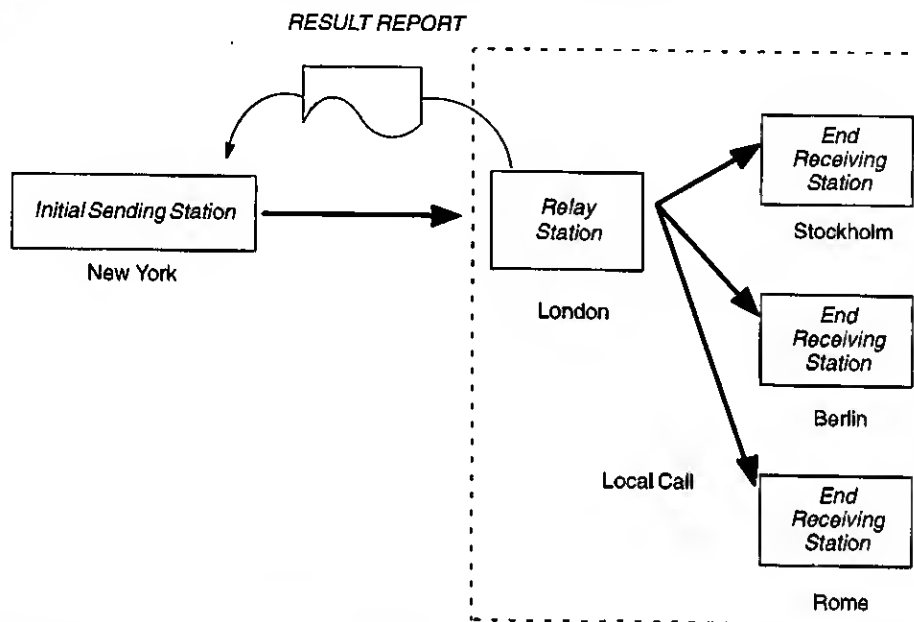 RESULT REPORT
Initial Sending Station
New York
Relay
Station
London
End
Receiving
Station
Stockholm
End
Receiving
Station
Berlin
Local Call
End
Receiving
Station
Rome